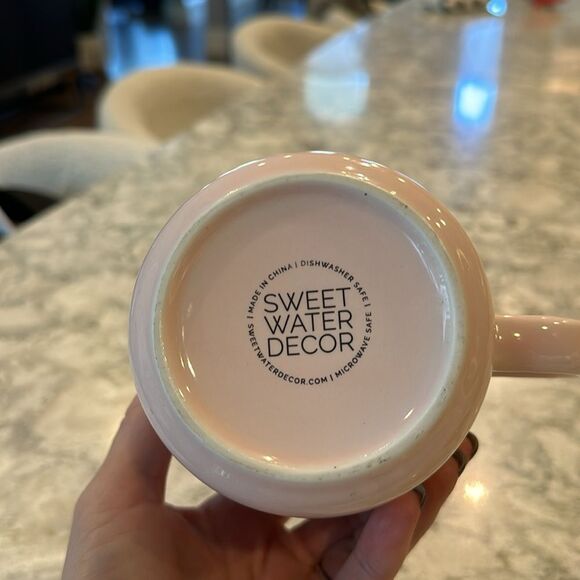 SWEET
WATER
DECOR
| MADE IN CHINA | DISHWASHER SAFE |
SWEETWATERDECOR.COM | MICROWAVE SAFE